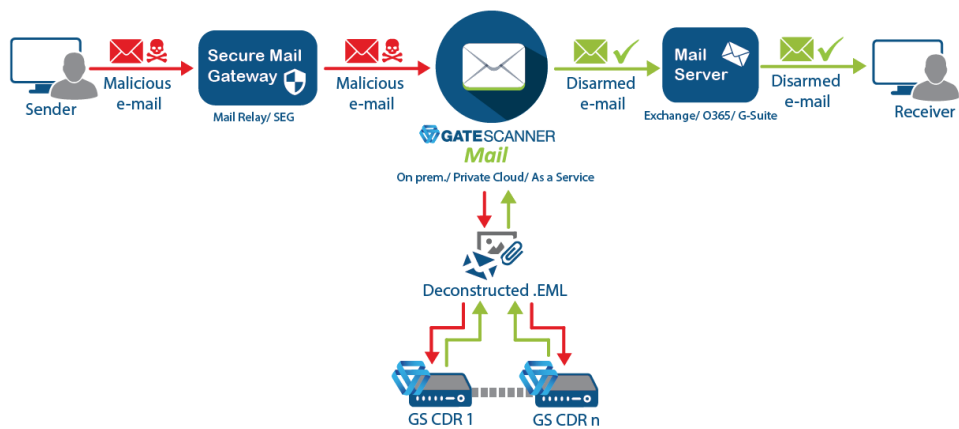 Sender
Malicious
e-mail
Secure Mail
Gateway
Mail Relay/ SEG
Malicious
e-mail
GATESCANNER
Mail
On prem./ Private Cloud/ As a Service
Disarmed
e-mail
Mail
Server
Exchange/ O365/ G-Suite
Disarmed
e-mail
Receiver
Deconstructed .EML
GS CDR 1
GS CDR n